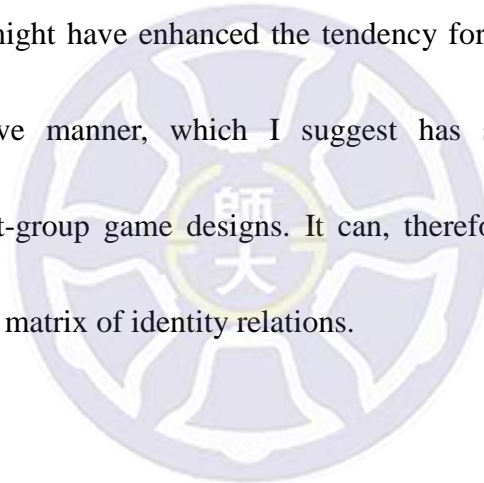 night have enhanced the tendency for
ve manner, which I suggest has
t-group game designs. It can, therefo
師大
matrix of identity relations.